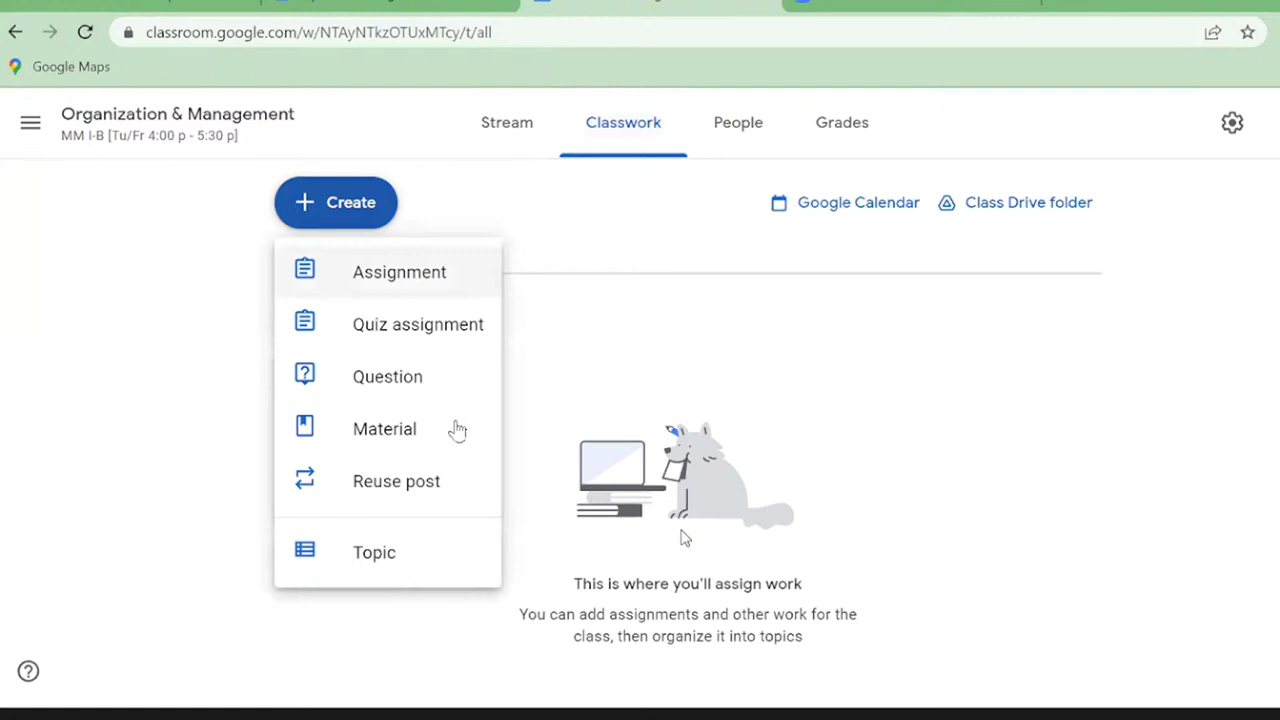 classroom.google.com/w/NTAyNTkzOTUxMTcy/t/all
Google Maps
Organization & Management
MM I-B [Tu/Fr 4:00 p - 5:30 p]
Stream
Classwork
People
Grades
Create
Google Calendar
Class Drive folder
Assignment
Quiz assignment
Question
Material
Reuse post
Topic
This is where you'll assign work
You can add assignments and other work for the
class, then organize it into topics